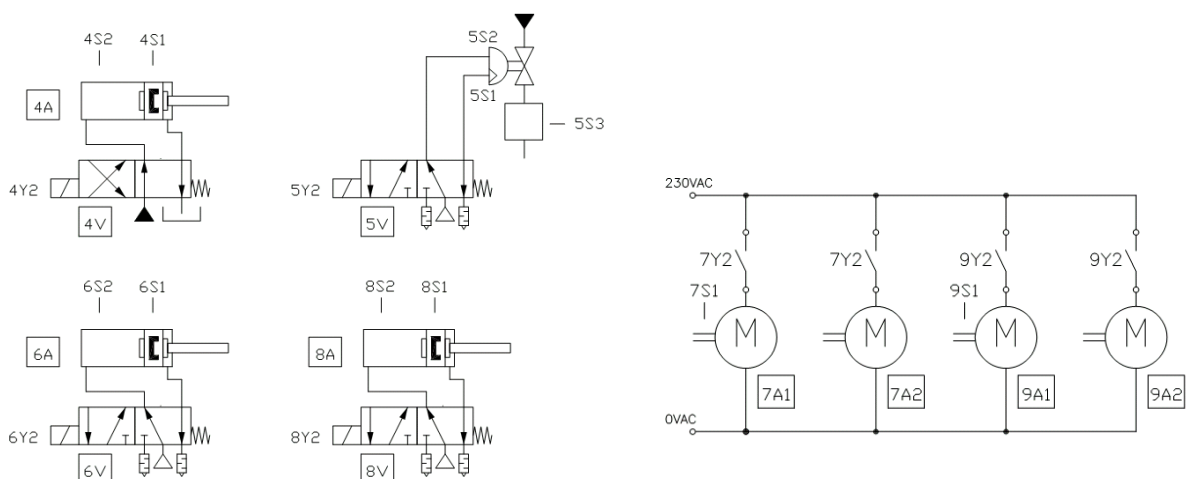 4S2 4S1
4A
4Y2
4V
5S2
5S1
5S3
5Y2
5V
6S2 6S1
6A
6Y2
6V
8S2 8S1
8A
8Y2
8V
230VAC
7Y2 7Y2 9Y2 9Y2
7S1 9S1
M M M M
7A1 7A2 9A1 9A2
0VAC